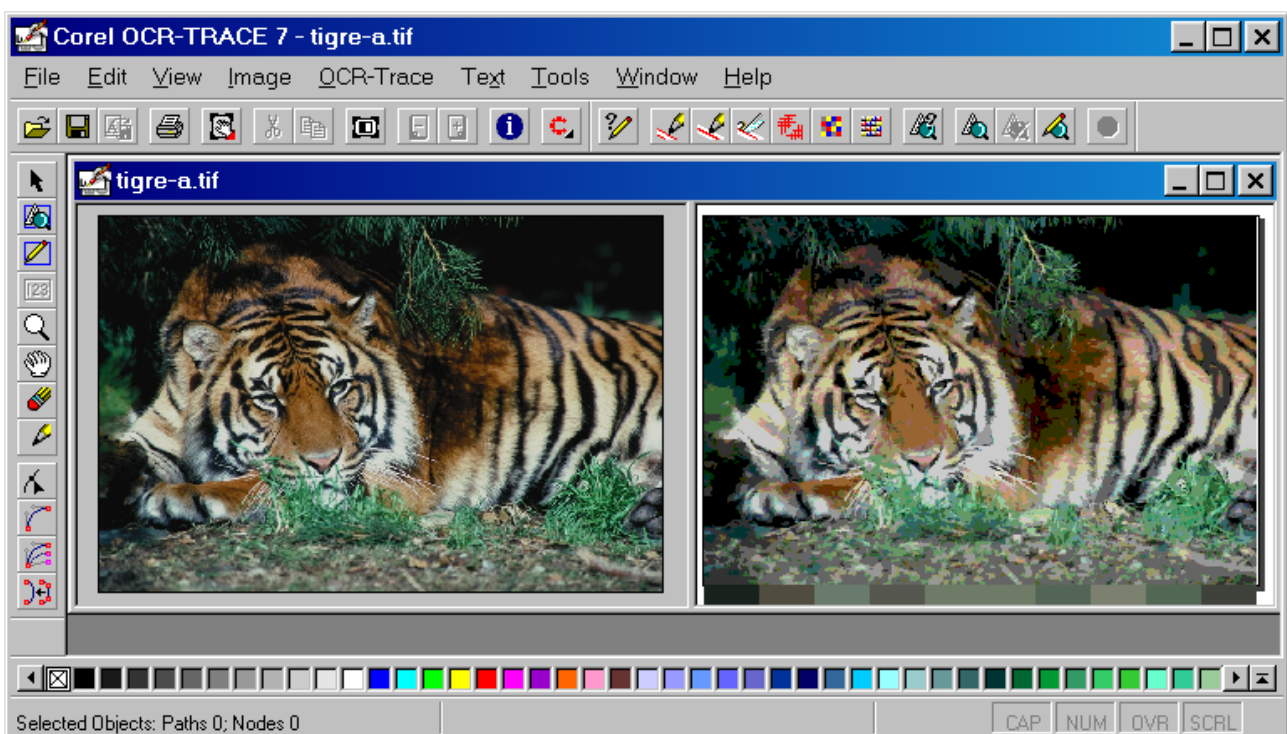 Corel OCR-TRACE 7 - tigre-a.tif
File Edit View Image OCR-Trace Text Tools Window Help
tigre-a.tif
123
Selected Objects: Paths 0; Nodes 0
CAP NUM OVR SCRL